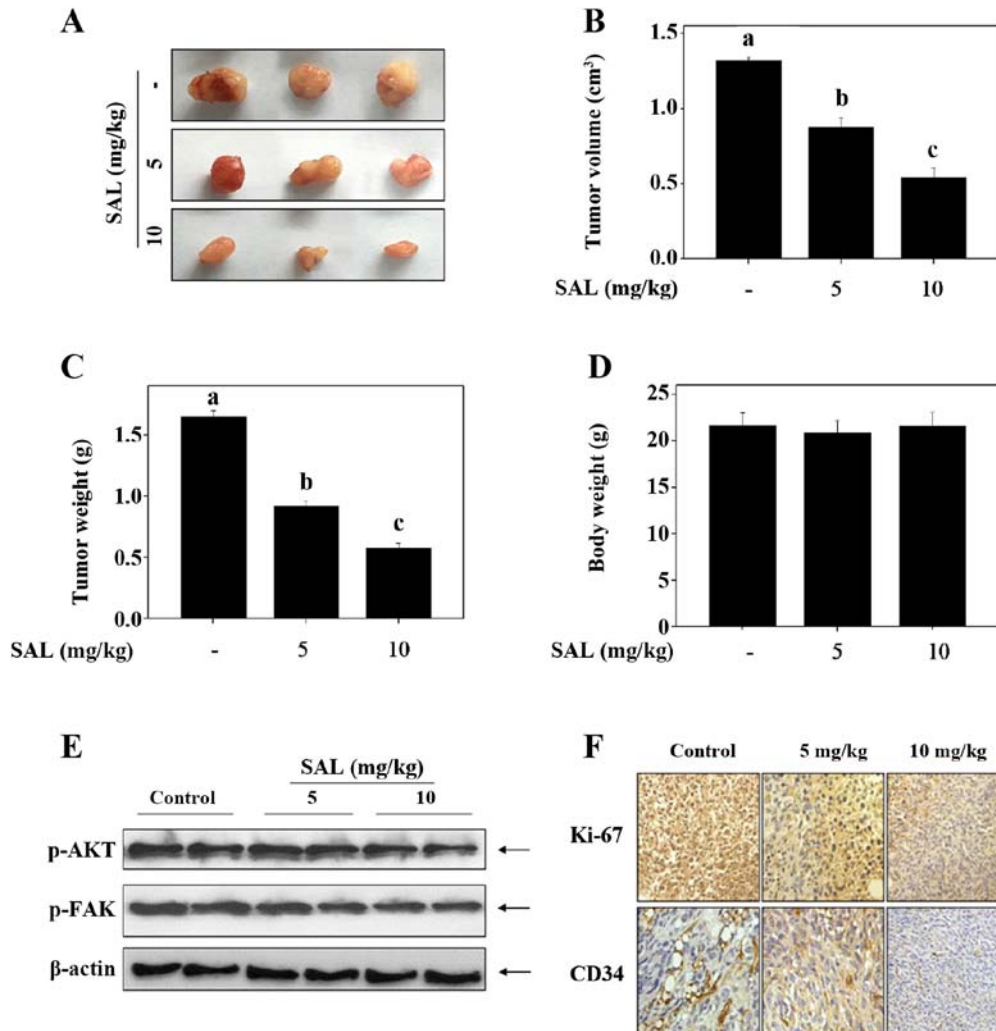 A
SAL (mg/kg)
-
5
10
B
Tumor volume (cm³)
1.5
1.0
0.5
0.0
a
b
c
SAL (mg/kg) - 5 10
C
Tumor weight (g)
1.5
1.0
0.5
0.0
a
b
c
SAL (mg/kg) - 5 10
D
Body weight (g)
25
20
15
10
5
0
SAL (mg/kg) - 5 10
E
SAL (mg/kg)
Control 5 10
p-AKT
p-FAK
β-actin
F
Control 5 mg/kg 10 mg/kg
Ki-67
CD34